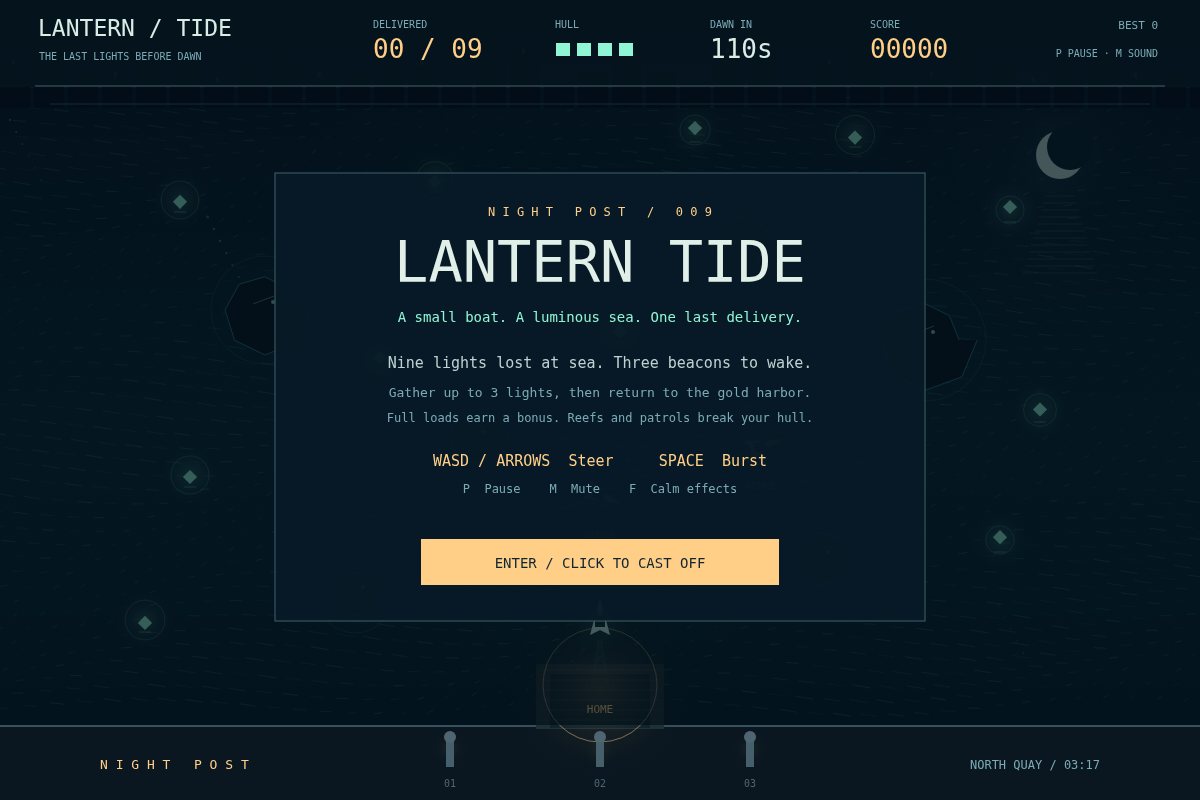 LANTERN / TIDE
THE LAST LIGHTS BEFORE DAWN
DELIVERED
00 / 09
HULL
DAWN IN
110s
SCORE
00000
BEST 0
P PAUSE · M SOUND
NIGHT POST / 009
LANTERN TIDE
A small boat. A luminous sea. One last delivery.
Nine lights lost at sea. Three beacons to wake.
Gather up to 3 lights, then return to the gold harbor.
Full loads earn a bonus. Reefs and patrols break your hull.
WASD / ARROWS Steer SPACE Burst
P Pause M Mute F Calm effects
ENTER / CLICK TO CAST OFF
HOME
NIGHT POST
01 02 03
NORTH QUAY / 03:17